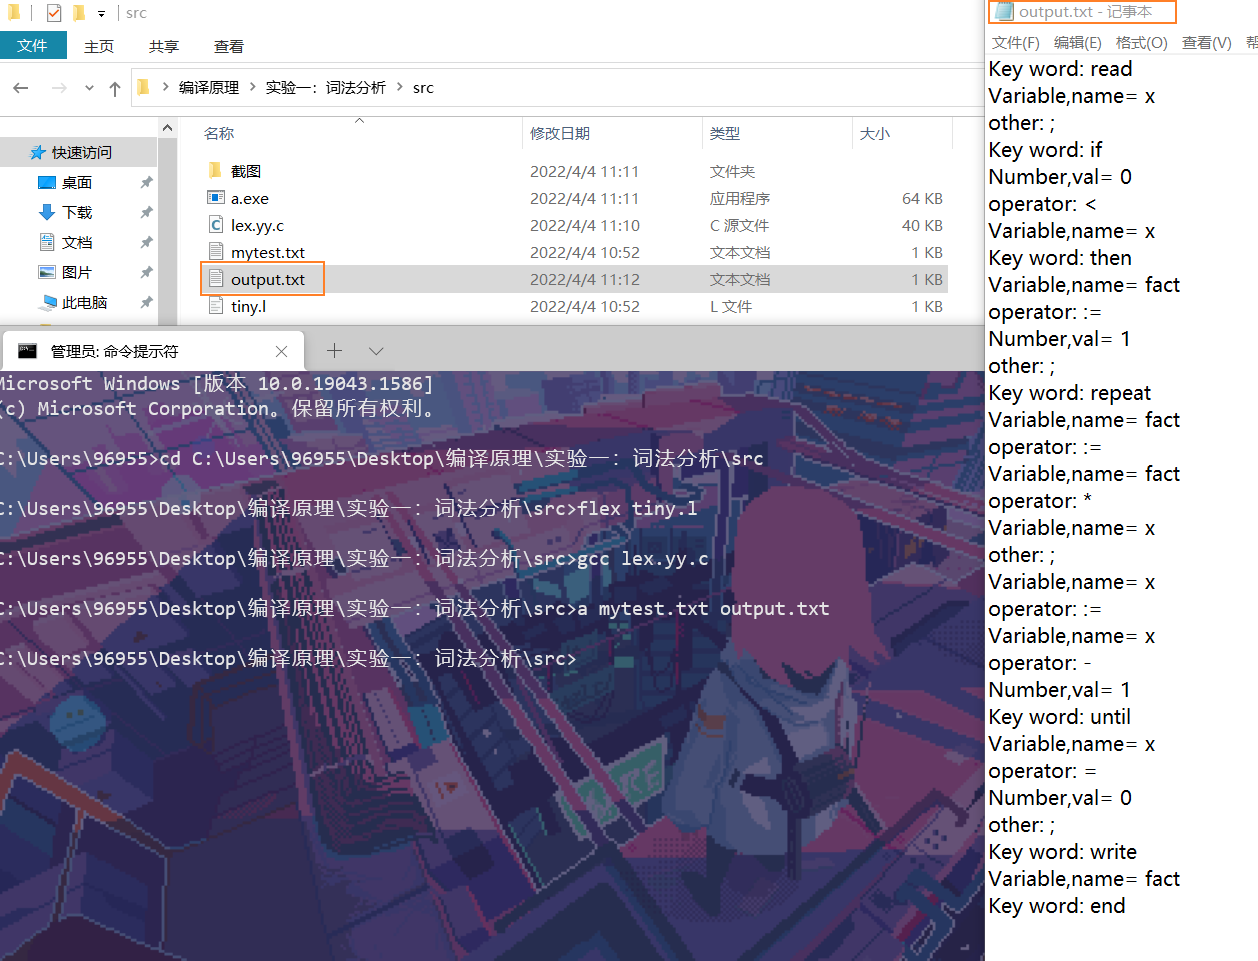 src
文件 主页 共享 查看
编译原理 实验一：词法分析 src
快速访问
桌面
下载
文档
图片
此电脑
名称 修改日期 类型 大小
截图 2022/4/4 11:11 文件夹
a.exe 2022/4/4 11:11 应用程序 64 KB
lex.yy.c 2022/4/4 11:10 C 源文件 40 KB
mytest.txt 2022/4/4 10:52 文本文档 1 KB
output.txt 2022/4/4 11:12 文本文档 1 KB
tiny.l 2022/4/4 10:52 L 文件 1 KB
管理员: 命令提示符
Microsoft Windows [版本 10.0.19043.1586]
(c) Microsoft Corporation。保留所有权利。
C:\Users\96955>cd C:\Users\96955\Desktop\编译原理\实验一：词法分析\src
C:\Users\96955\Desktop\编译原理\实验一：词法分析\src>flex tiny.l
C:\Users\96955\Desktop\编译原理\实验一：词法分析\src>gcc lex.yy.c
C:\Users\96955\Desktop\编译原理\实验一：词法分析\src>a mytest.txt output.txt
C:\Users\96955\Desktop\编译原理\实验一：词法分析\src>
output.txt - 记事本
文件(F) 编辑(E) 格式(O) 查看(V) 帮
Key word: read
Variable,name= x
other: ;
Key word: if
Number,val= 0
operator: <
Variable,name= x
Key word: then
Variable,name= fact
operator: :=
Number,val= 1
other: ;
Key word: repeat
Variable,name= fact
operator: :=
Variable,name= fact
operator: *
Variable,name= x
other: ;
Variable,name= x
operator: :=
Variable,name= x
operator: -
Number,val= 1
Key word: until
Variable,name= x
operator: =
Number,val= 0
other: ;
Key word: write
Variable,name= fact
Key word: end